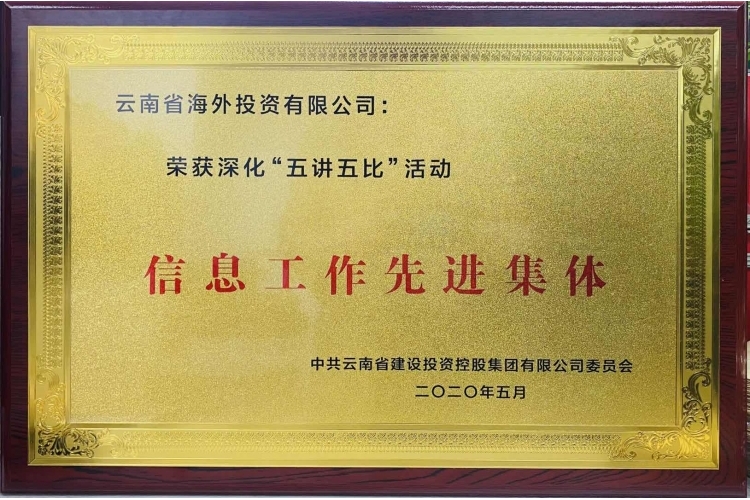 云南省海外投资有限公司：
荣获深化“五讲五比”活动
信息工作先进集体
中共云南省建设投资控股集团有限公司委员会
二〇二〇年五月